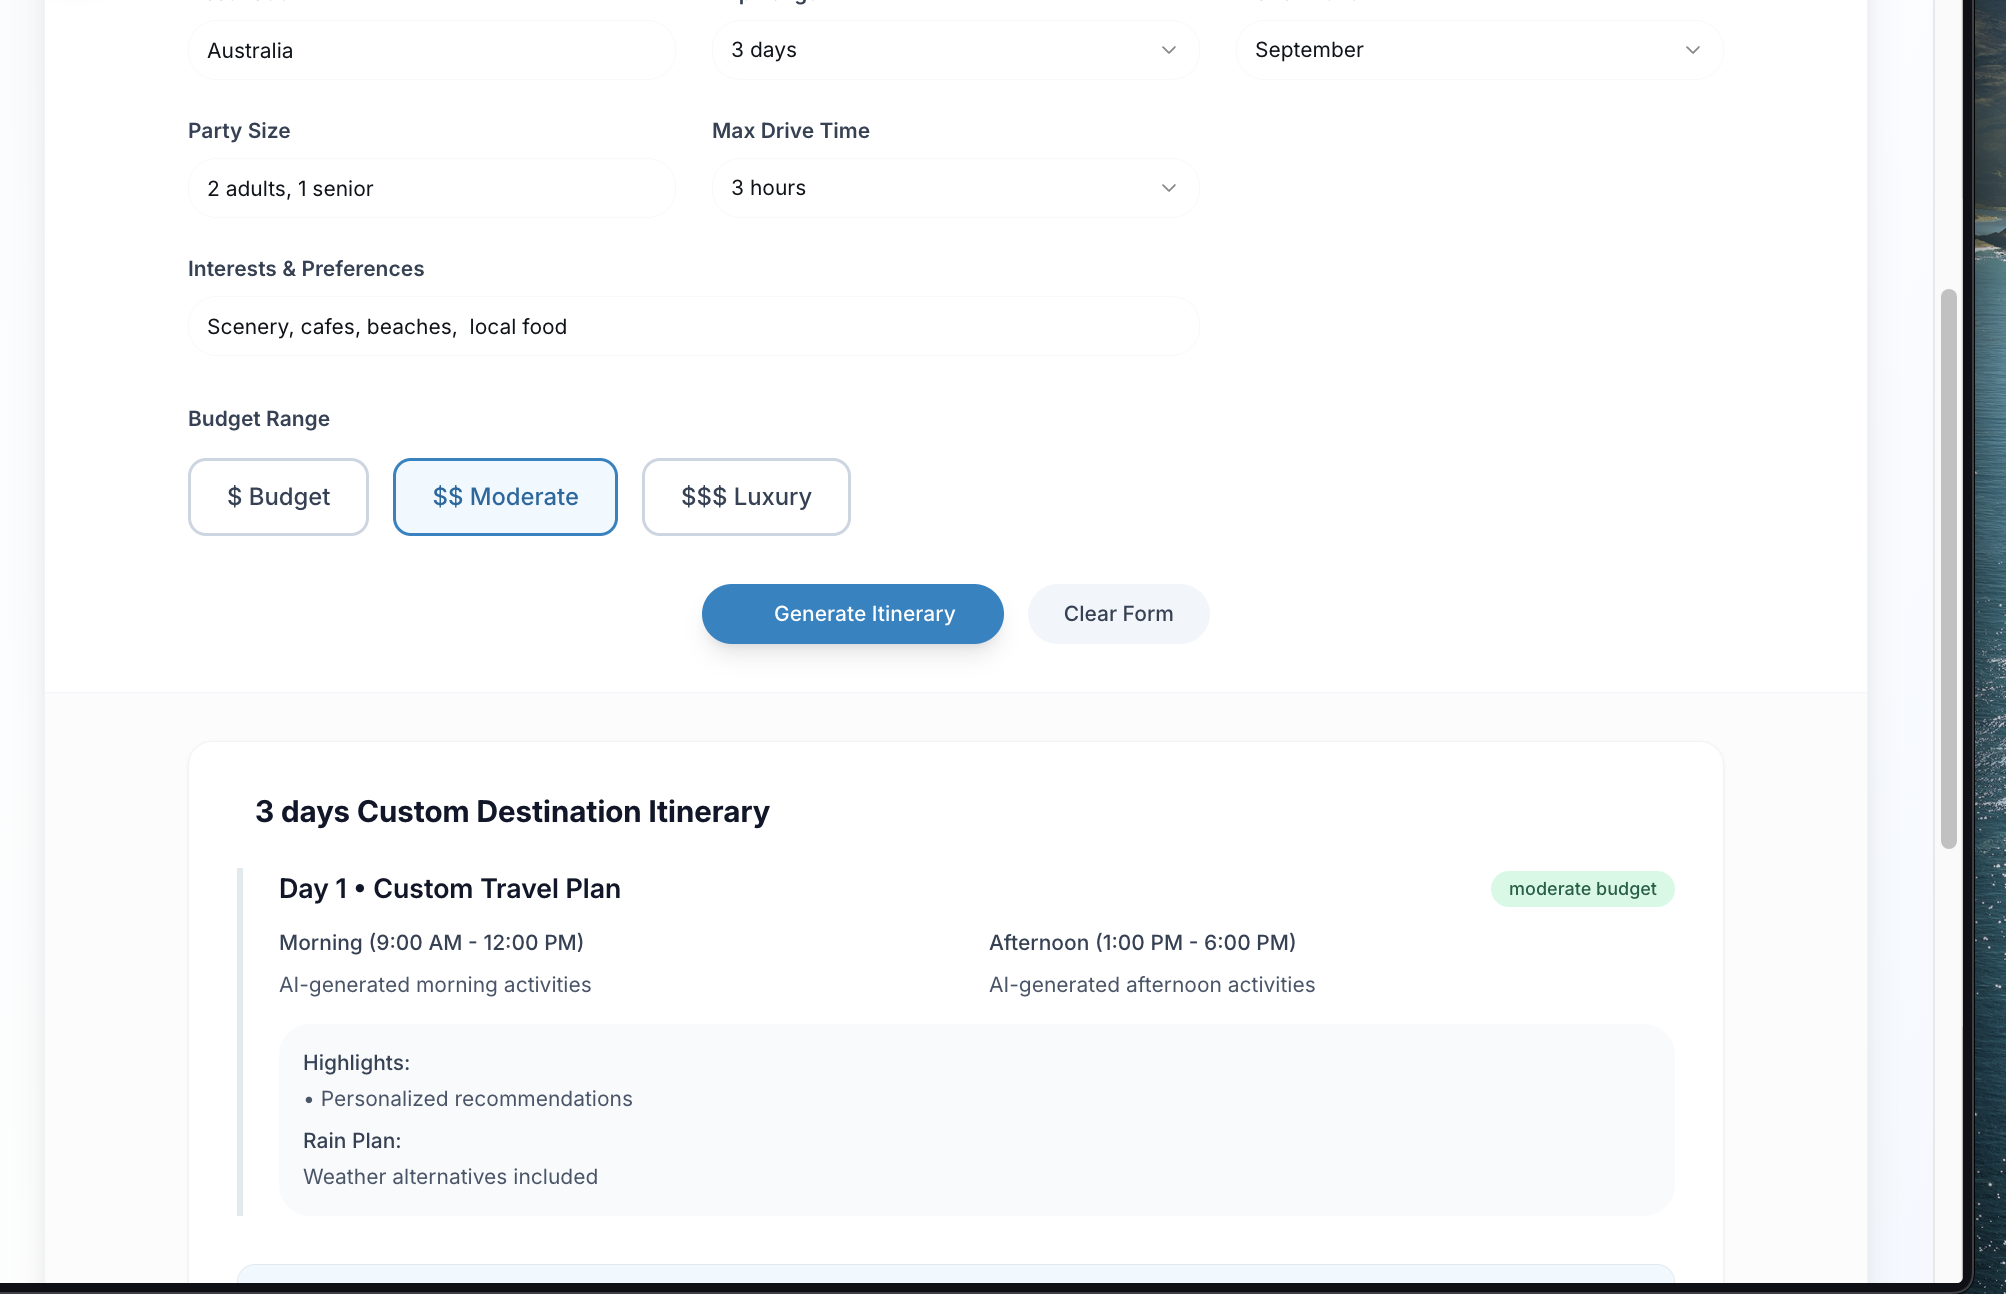 Australia
3 days
September
Party Size
Max Drive Time
2 adults, 1 senior
3 hours
Interests & Preferences
Scenery, cafes, beaches,  local food
Budget Range
$ Budget
$$ Moderate
$$$ Luxury
Generate Itinerary
Clear Form
3 days Custom Destination Itinerary
Day 1 • Custom Travel Plan
moderate budget
Morning (9:00 AM - 12:00 PM)
Afternoon (1:00 PM - 6:00 PM)
AI-generated morning activities
AI-generated afternoon activities
Highlights:
• Personalized recommendations
Rain Plan:
Weather alternatives included